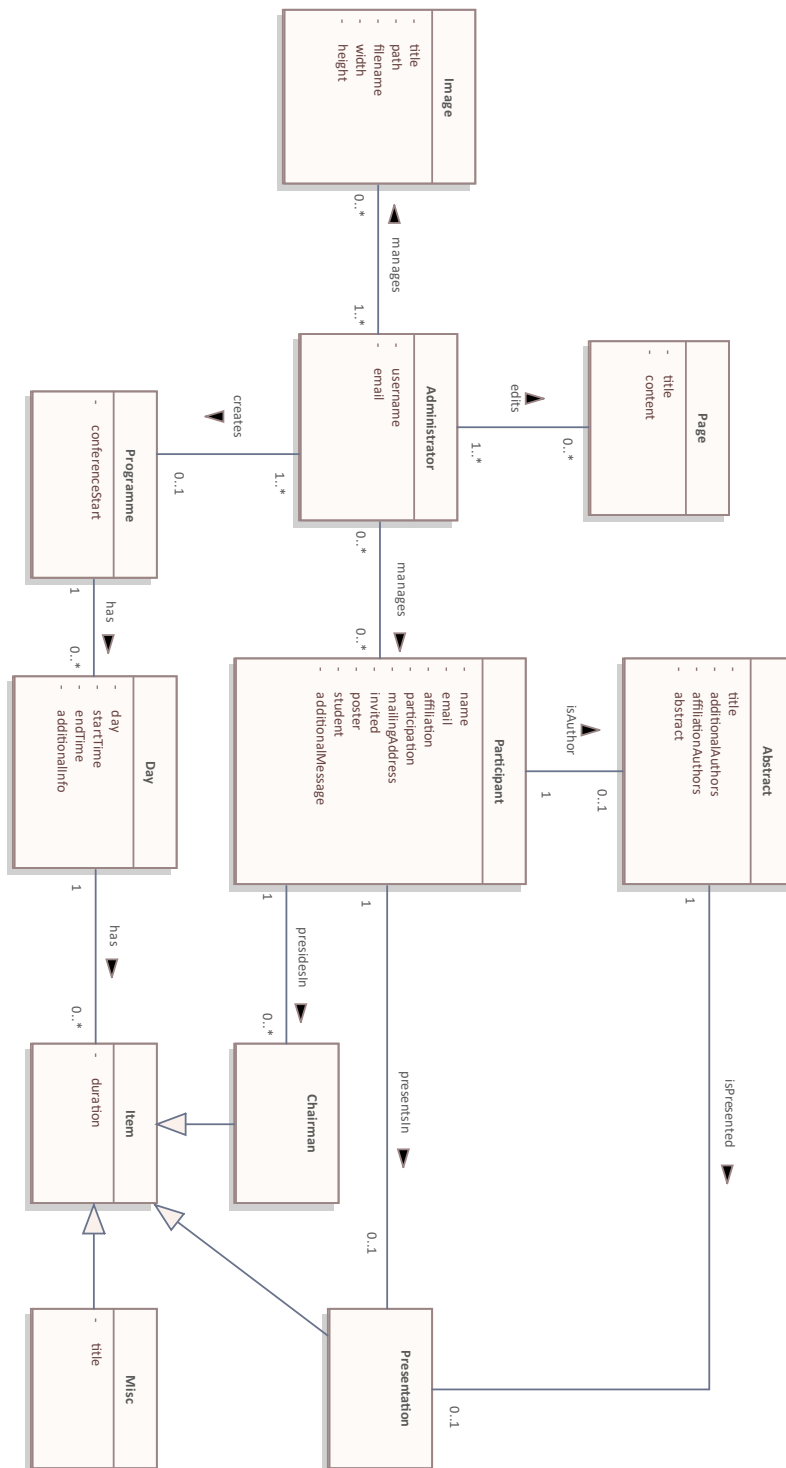 Abstract
- title
- additionalAuthors
- affiliationAuthors
- abstract
1
isPresented
0..1
0..1
isAuthor
1
Page
- title
- content
0..*
edits
1..*
Participant
- name
- email
- affiliation
- participation
- mailingAddress
- invited
- poster
- student
- additionalMessage
1
presentsIn
0..1
1
presidesIn
0..*
Presentation
Image
- title
- path
- filename
- width
- height
0..*
manages
1..*
Administrator
- username
- email
0..*
manages
0..*
Chairman
1..*
creates
0..1
Programme
- conferenceStart
1
has
0..*
Day
- day
- startTime
- endTime
- additionalInfo
1
has
0..*
Item
- duration
Misc
- title